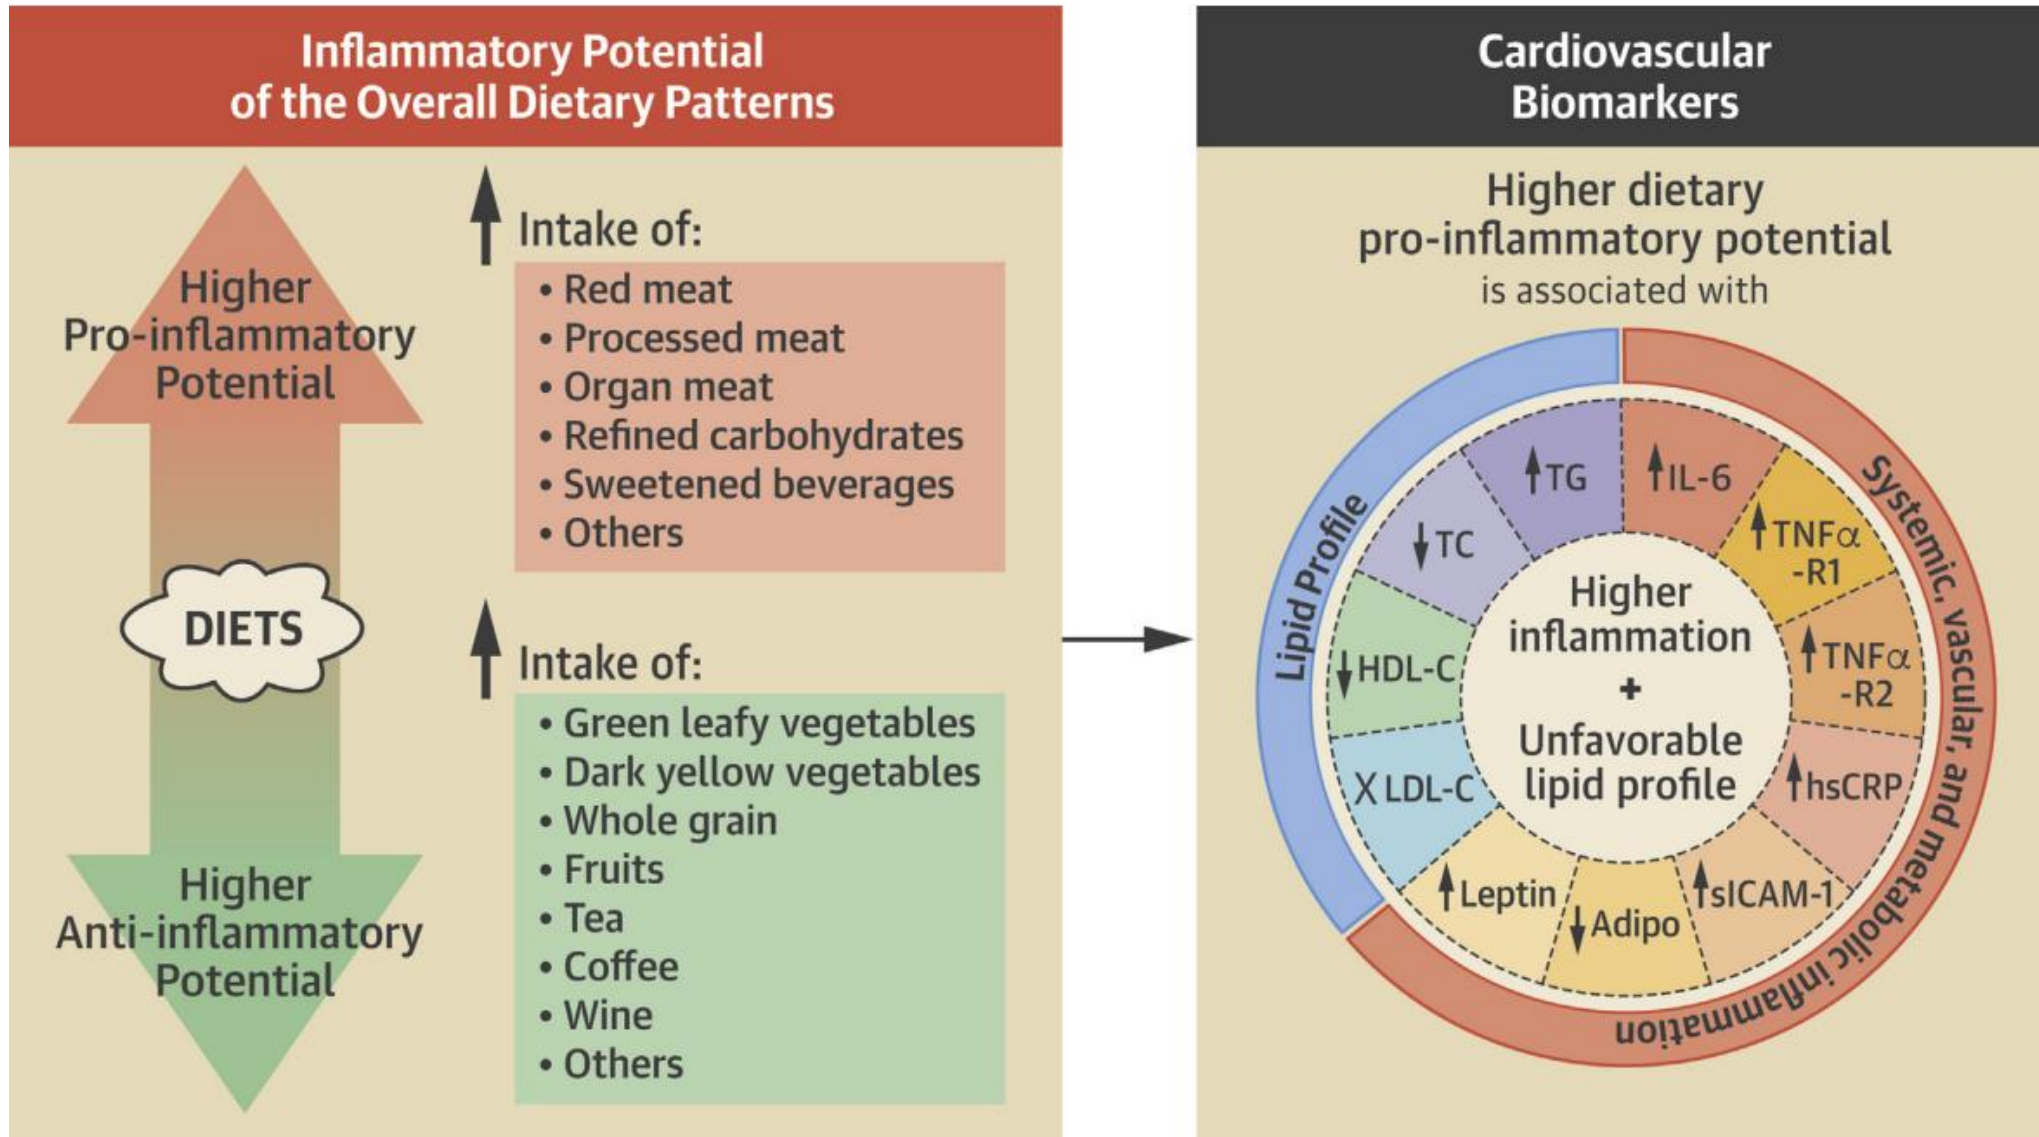 Inflammatory Potential
of the Overall Dietary Patterns
Higher
Pro-inflammatory
Potential
DIETS
Higher
Anti-inflammatory
Potential
Intake of:
• Red meat
• Processed meat
• Organ meat
• Refined carbohydrates
• Sweetened beverages
• Others
Intake of:
• Green leafy vegetables
• Dark yellow vegetables
• Whole grain
• Fruits
• Tea
• Coffee
• Wine
• Others
Cardiovascular
Biomarkers
Higher dietary
pro-inflammatory potential
is associated with
Lipid Profile
Systemic, vascular, and metabolic inflammation
↑TG
↑IL-6
↑TNFα
-R1
↑TNFα
-R2
↑hsCRP
↑sICAM-1
↓Adipo
↑Leptin
X LDL-C
↓HDL-C
↓TC
Higher
inflammation
+
Unfavorable
lipid profile